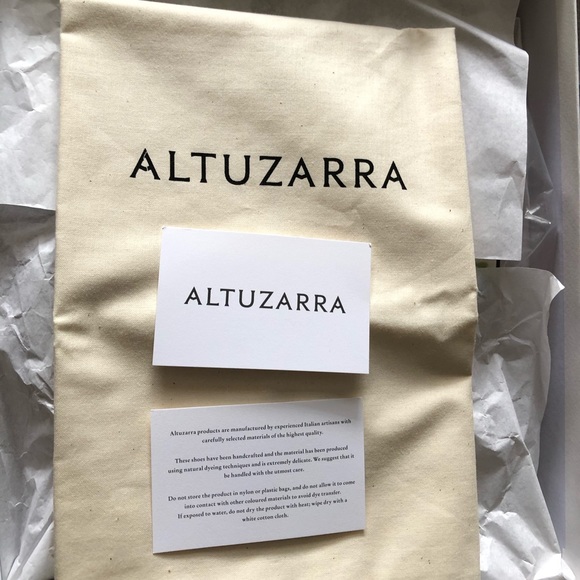 ALTUZARRA
ALTUZARRA
Altuzarra products are manufactured by experienced Italian artisans with
carefully selected materials of the highest quality.
These shoes have been handcrafted and the material has been produced
using natural dyeing techniques and is extremely delicate. We suggest that it
be handled with the utmost care.
Do not store the product in nylon or plastic bags, and do not allow it to come
into contact with other coloured materials to avoid dye transfer.
If exposed to water, do not dry the product with heat; wipe dry with a
white cotton cloth.